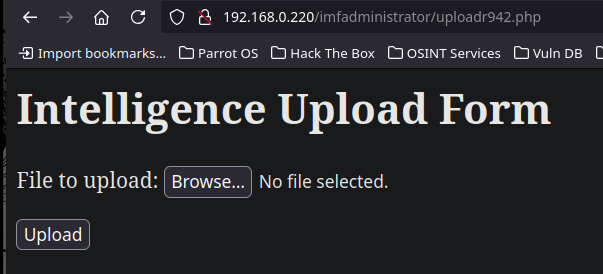 192.168.0.220/imfadministrator/uploadr942.php
Import bookmarks... Parrot OS Hack The Box OSINT Services Vuln DB
Intelligence Upload Form
File to upload: Browse... No file selected.
Upload